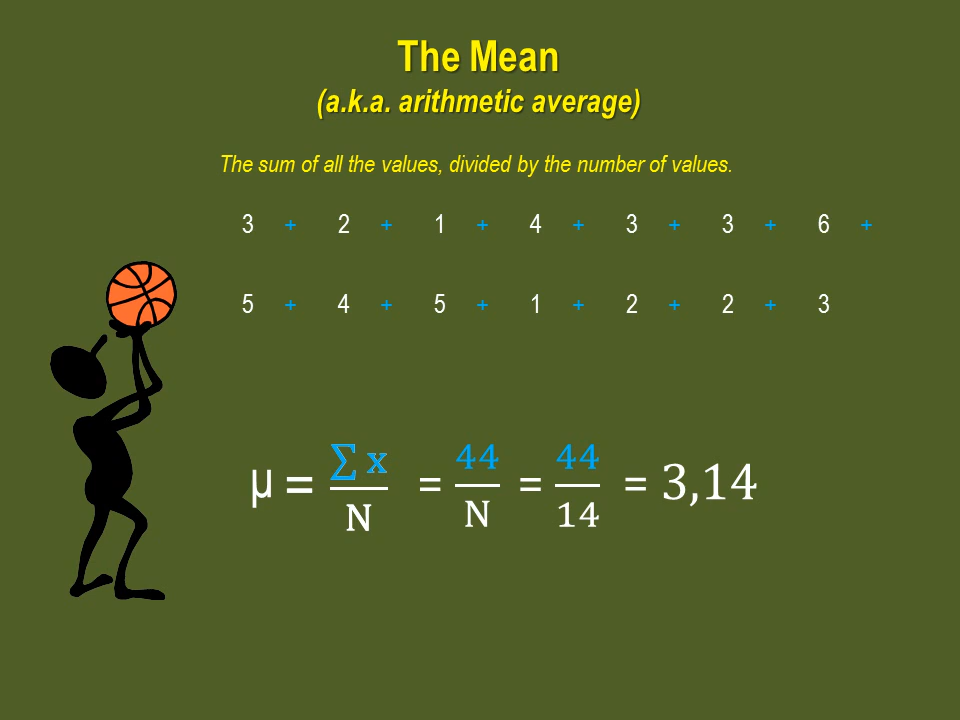 The Mean
(a.k.a. arithmetic average)
The sum of all the values, divided by the number of values.
3 + 2 + 1 + 4 + 3 + 3 + 6 +
5 + 4 + 5 + 1 + 2 + 2 + 3
µ = ∑ x / N = 44 / N = 44 / 14 = 3,14